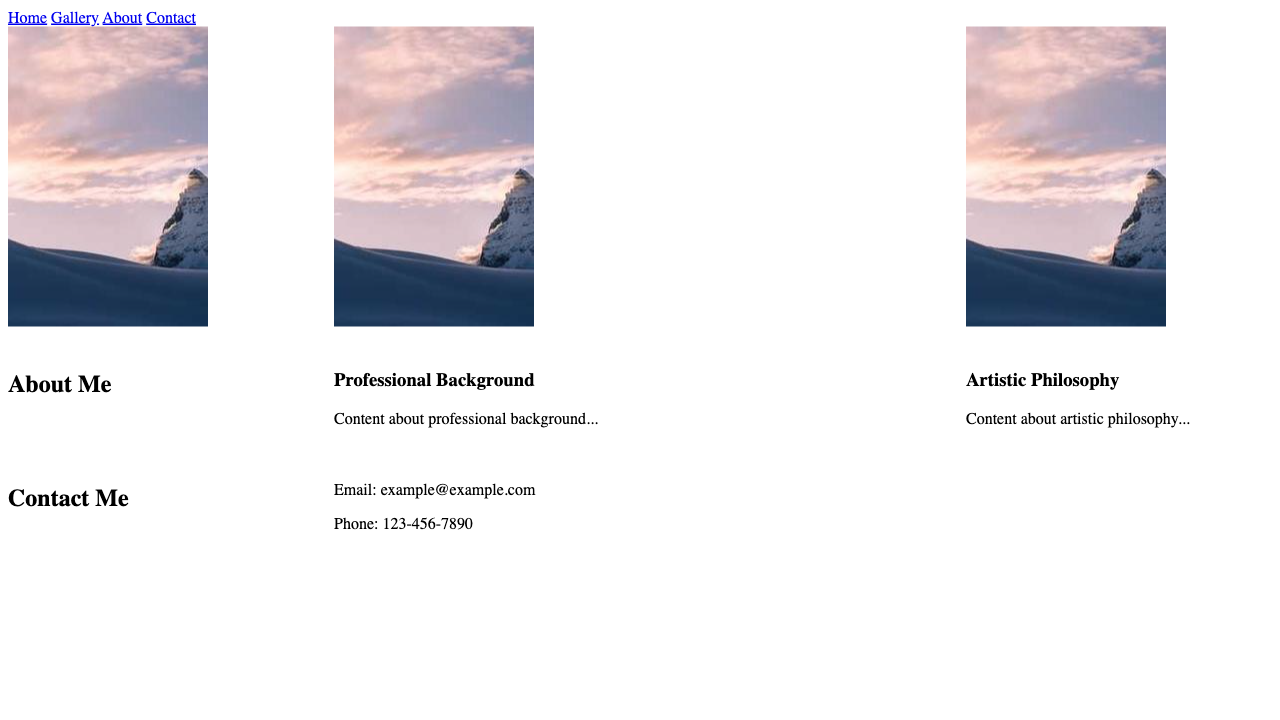 Home Gallery About Contact
About Me
Professional Background
Content about professional background...
Artistic Philosophy
Content about artistic philosophy...
Contact Me
Email: example@example.com
Phone: 123-456-7890